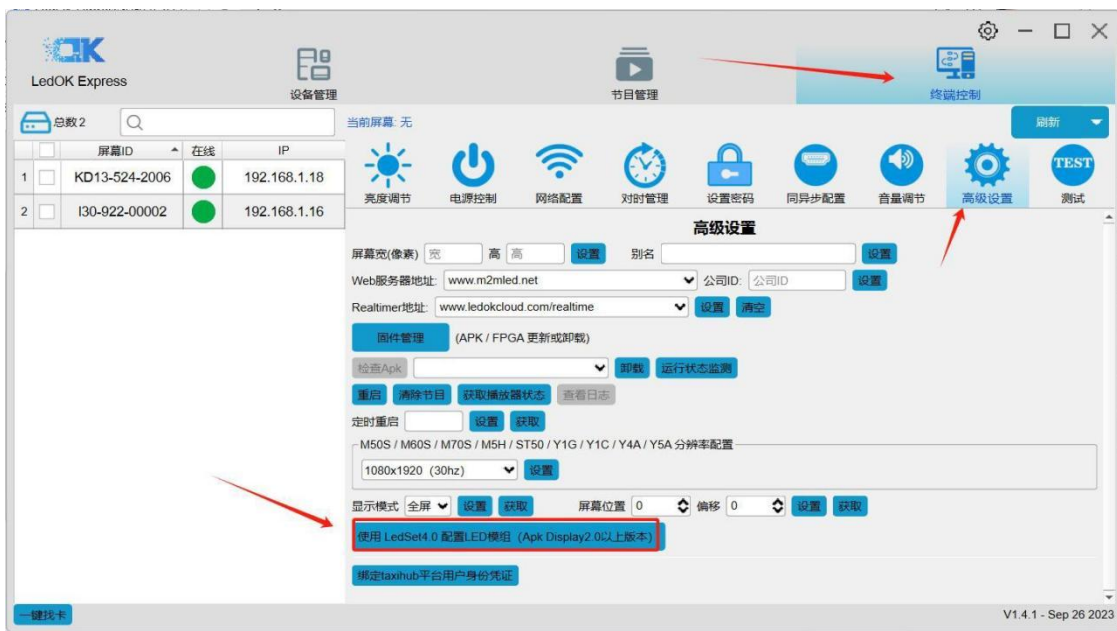 LedOK Express
设备管理
节目管理
终端控制
总数 2
当前屏幕: 无
刷新
屏幕ID 在线 IP
1 KD13-524-2006 192.168.1.18
2 I30-922-00002 192.168.1.16
亮度调节 电源控制 网络配置 对时管理 设置密码 同异步配置 音量调节 高级设置 TEST 测试
高级设置
屏幕宽(像素) 宽 高 高 设置 别名 设置
Web服务器地址: www.m2mled.net 公司ID: 公司ID 设置
Realtimer地址: www.ledokcloud.com/realtime 设置 清空
固件管理 (APK / FPGA 更新或卸载)
检查Apk 卸载 运行状态监测
重启 清除节目 获取播放器状态 查看日志
定时重启 设置 获取
M50S / M60S / M70S / M5H / ST50 / Y1G / Y1C / Y4A / Y5A 分辨率配置
1080x1920 (30hz) 设置
显示模式 全屏 设置 获取 屏幕位置 0 偏移 0 设置 获取
使用 LedSet4.0 配置LED模组 (Apk Display2.0以上版本)
绑定taxihub平台用户身份凭证
一键找卡
V1.4.1 - Sep 26 2023